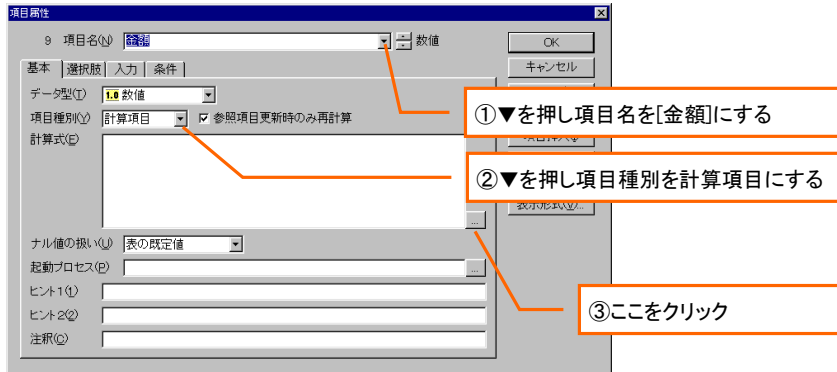 項目属性
9 項目名(N) 金額 数値
OK
基本 選択肢 入力 条件
キャンセル
データ型(T) 1.0 数値
①▼を押し項目名を[金額]にする
項目種別(Y) 計算項目 参照項目更新時のみ再計算
計算式(E)
②▼を押し項目種別を計算項目にする
表示形式(V)...
...
ナル値の扱い(U) 表の既定値
起動プロセス(P) ...
ヒント1(1)
③ここをクリック
ヒント2(2)
注釈(C)